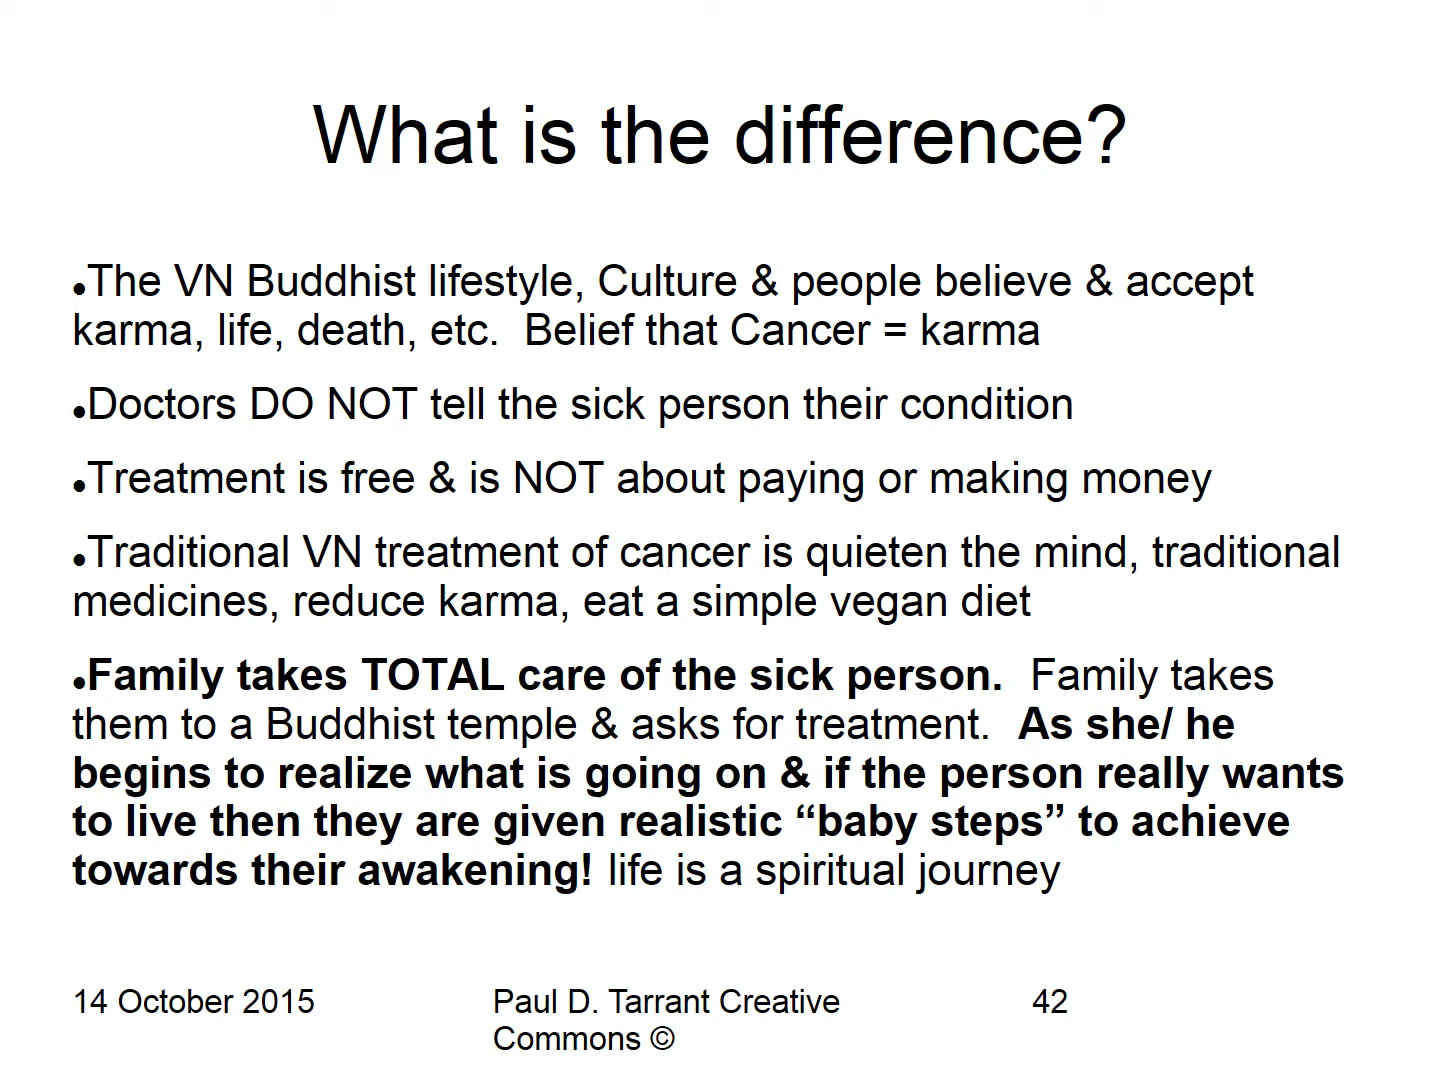 What is the difference?
●The VN Buddhist lifestyle, Culture & people believe & accept
karma, life, death, etc.  Belief that Cancer = karma
●Doctors DO NOT tell the sick person their condition
●Treatment is free & is NOT about paying or making money
●Traditional VN treatment of cancer is quieten the mind, traditional
medicines, reduce karma, eat a simple vegan diet
●Family takes TOTAL care of the sick person.  Family takes
them to a Buddhist temple & asks for treatment.  As she/ he
begins to realize what is going on & if the person really wants
to live then they are given realistic “baby steps” to achieve
towards their awakening! life is a spiritual journey
14 October 2015
Paul D. Tarrant Creative
Commons ©
42